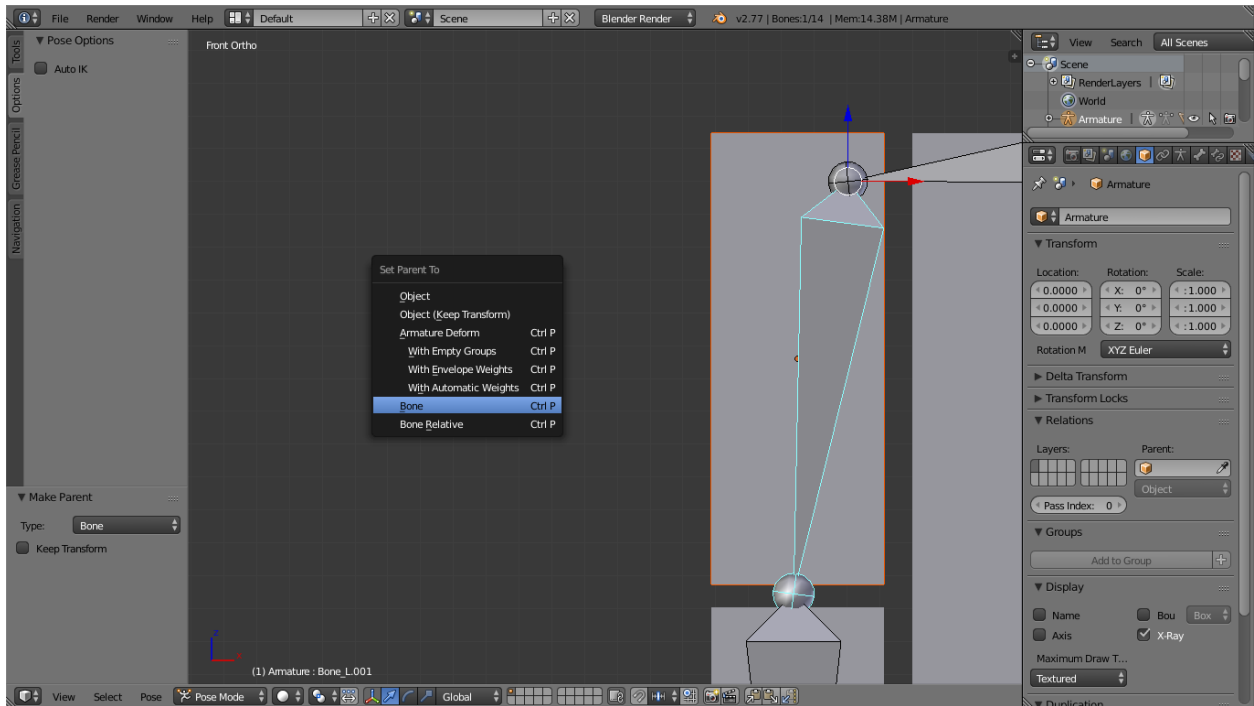 File Render Window Help Default Scene Blender Render v2.77 | Bones:1/14 | Mem:14.38M | Armature
Tools
Options
Grease Pencil
Navigation
Pose Options
Auto IK
Make Parent
Type: Bone
Keep Transform
Front Ortho
Set Parent To
Object
Object (Keep Transform)
Armature Deform Ctrl P
With Empty Groups Ctrl P
With Envelope Weights Ctrl P
With Automatic Weights Ctrl P
Bone Ctrl P
Bone Relative Ctrl P
z
x
(1) Armature : Bone_L.001
View Select Pose Pose Mode Global
View Search All Scenes
Scene
RenderLayers |
World
Armature |
Armature
Armature
Transform
Location: Rotation: Scale:
0.0000 X: 0° :1.000
0.0000 Y: 0° :1.000
0.0000 Z: 0° :1.000
Rotation M XYZ Euler
Delta Transform
Transform Locks
Relations
Layers: Parent:
Object
Pass Index: 0
Groups
Add to Group
Display
Name Bou Box
Axis X-Ray
Maximum Draw T...
Textured
Duplication